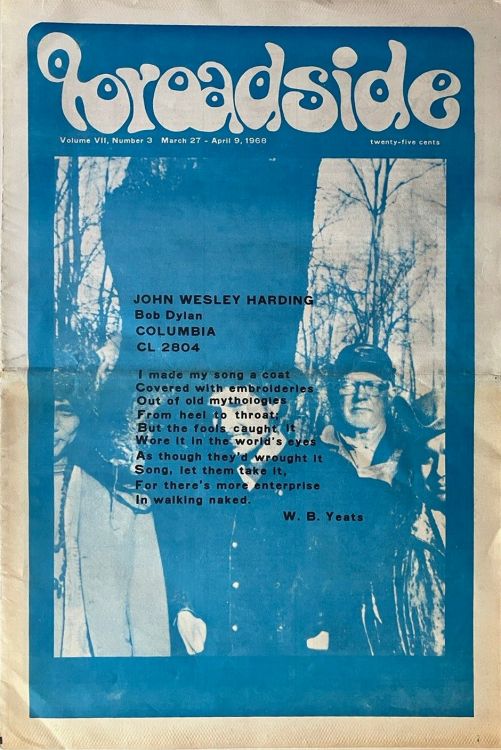 broadside
Volume VII, Number 3 March 27 - April 9, 1968 twenty-five cents
JOHN WESLEY HARDING
Bob Dylan
COLUMBIA
CL 2804
I made my song a coat
Covered with embroideries
Out of old mythologies
From heel to throat;
But the fools caught it
Wore it in the world's eyes
As though they'd wrought it
Song, let them take it,
For there's more enterprise
In walking naked.
W. B. Yeats